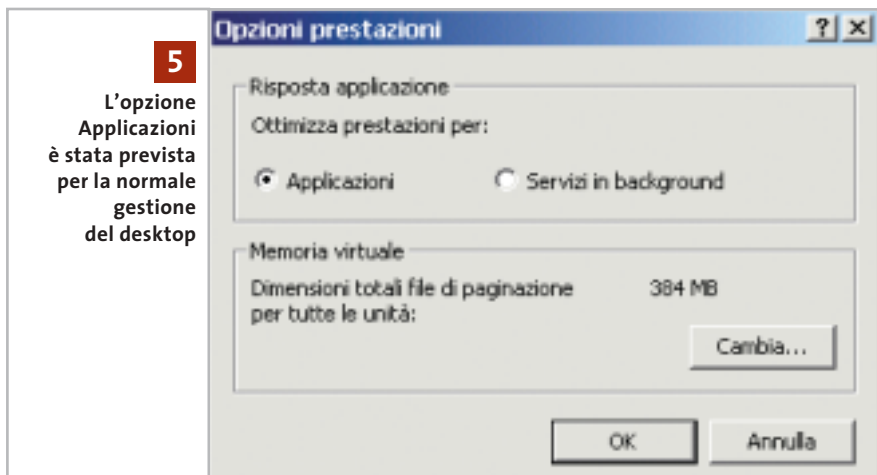 5
L'opzione
Applicazioni
è stata prevista
per la normale
gestione
del desktop
Opzioni prestazioni
Risposta applicazione
Ottimizza prestazioni per:
Applicazioni
Servizi in background
Memoria virtuale
Dimensioni totali file di paginazione
per tutte le unità:
384 MB
Cambia...
OK
Annulla